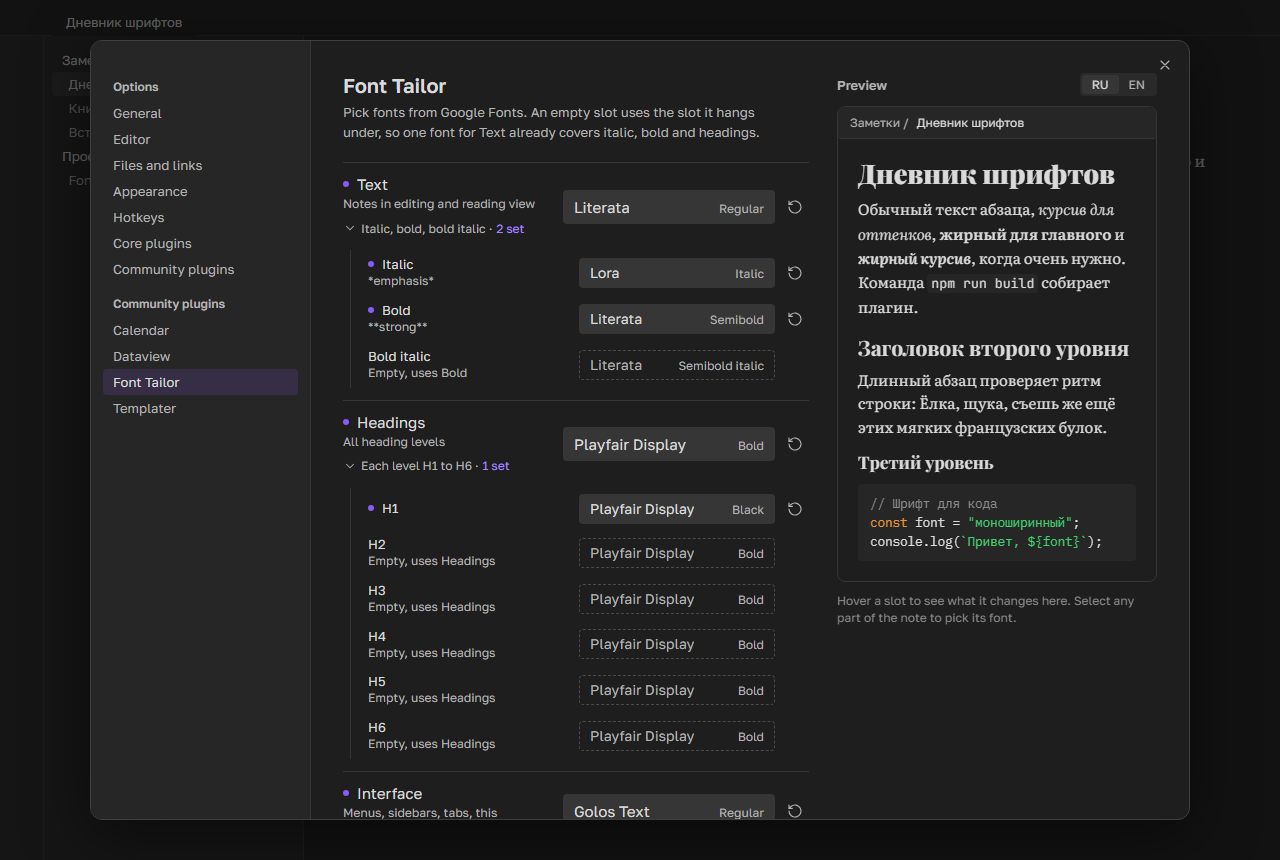 Дневник шрифтов
Options
General
Editor
Files and links
Appearance
Hotkeys
Core plugins
Community plugins
Community plugins
Calendar
Dataview
Font Tailor
Templater
Font Tailor
Pick fonts from Google Fonts. An empty slot uses the slot it hangs
under, so one font for Text already covers italic, bold and headings.
Text
Notes in editing and reading view
Literata Regular
Italic, bold, bold italic · 2 set
Italic
*emphasis*
Lora Italic
Bold
**strong**
Literata Semibold
Bold italic
Empty, uses Bold
Literata Semibold italic
Headings
All heading levels
Playfair Display Bold
Each level H1 to H6 · 1 set
H1
Playfair Display Black
H2
Empty, uses Headings
Playfair Display Bold
H3
Empty, uses Headings
Playfair Display Bold
H4
Empty, uses Headings
Playfair Display Bold
H5
Empty, uses Headings
Playfair Display Bold
H6
Empty, uses Headings
Playfair Display Bold
Interface
Menus, sidebars, tabs, this
Golos Text Regular
Preview
RU EN
Заметки / Дневник шрифтов
Дневник шрифтов
Обычный текст абзаца, курсив для
оттенков, жирный для главного и
жирный курсив, когда очень нужно.
Команда npm run build собирает
плагин.
Заголовок второго уровня
Длинный абзац проверяет ритм
строки: Ёлка, щука, съешь же ещё
этих мягких французских булок.
Третий уровень
// Шрифт для кода
const font = "моноширинный";
console.log(`Привет, ${font}`);
Hover a slot to see what it changes here. Select any
part of the note to pick its font.
и